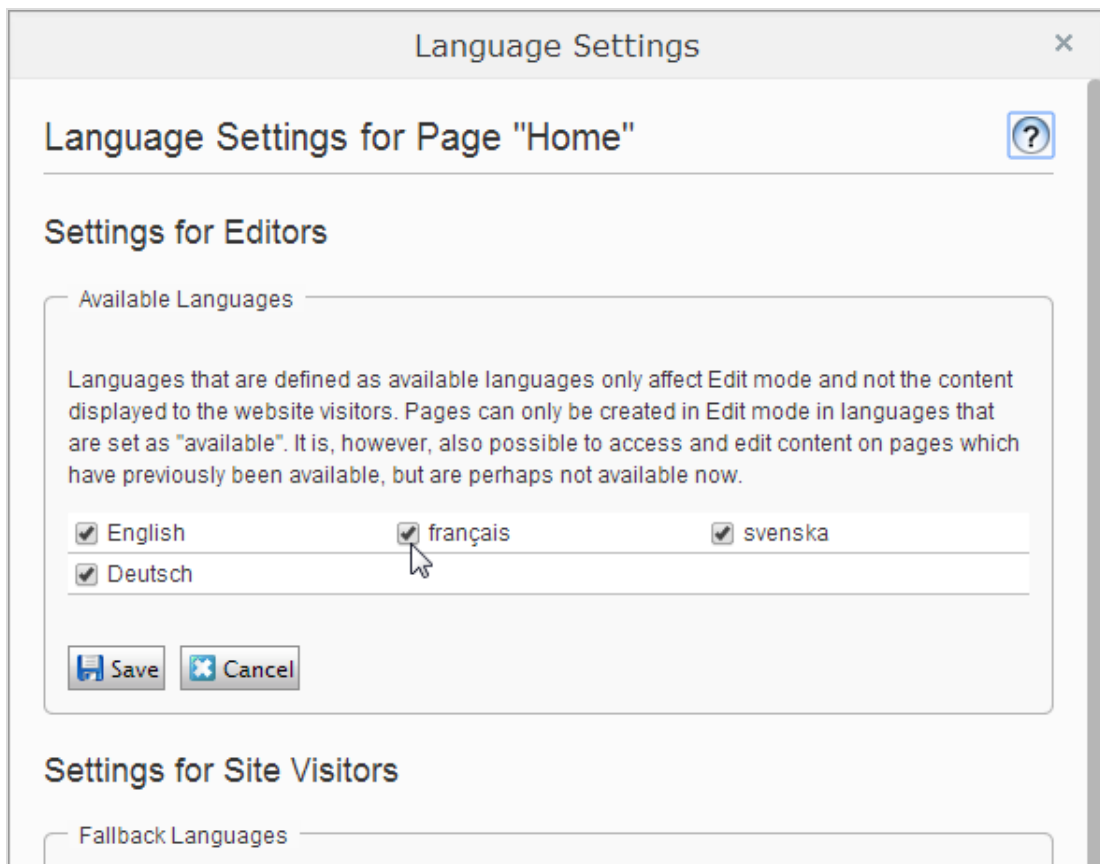 Language Settings
Language Settings for Page "Home"
?
Settings for Editors
Available Languages
Languages that are defined as available languages only affect Edit mode and not the content
displayed to the website visitors. Pages can only be created in Edit mode in languages that
are set as "available". It is, however, also possible to access and edit content on pages which
have previously been available, but are perhaps not available now.
English français svenska
Deutsch
Save Cancel
Settings for Site Visitors
Fallback Languages